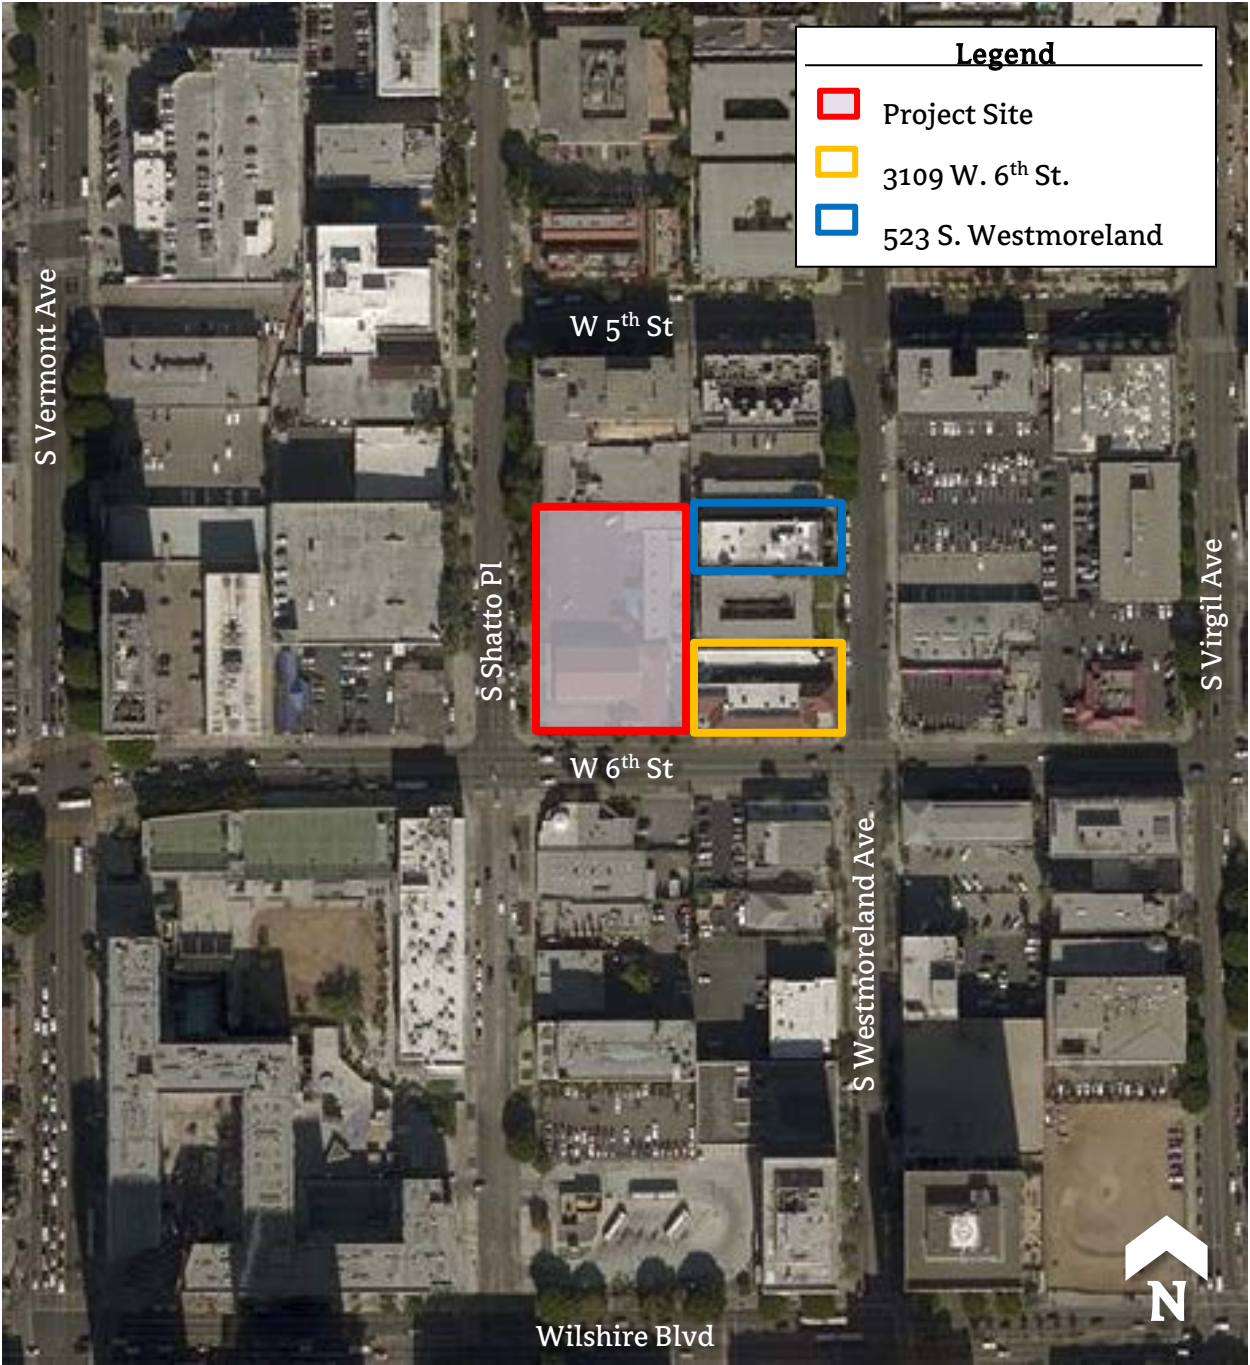 Legend
Project Site
3109 W. 6th St.
523 S. Westmoreland
S Vermont Ave
W 5th St
S Shatto Pl
S Virgil Ave
W 6th St
S Westmoreland Ave.
N
Wilshire Blvd